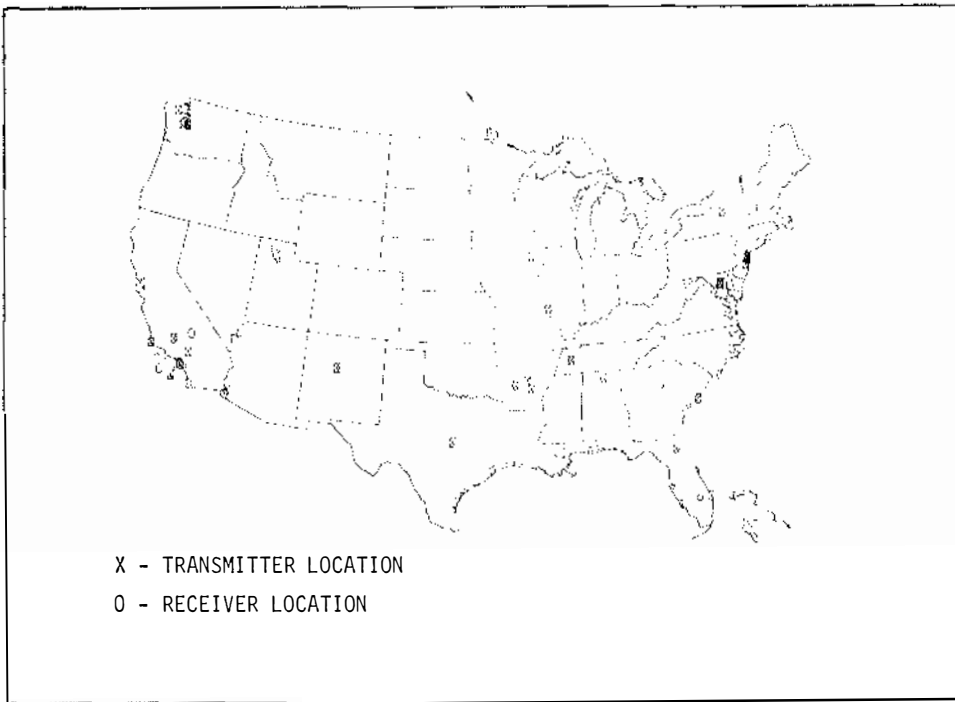 X - TRANSMITTER LOCATION
O - RECEIVER LOCATION